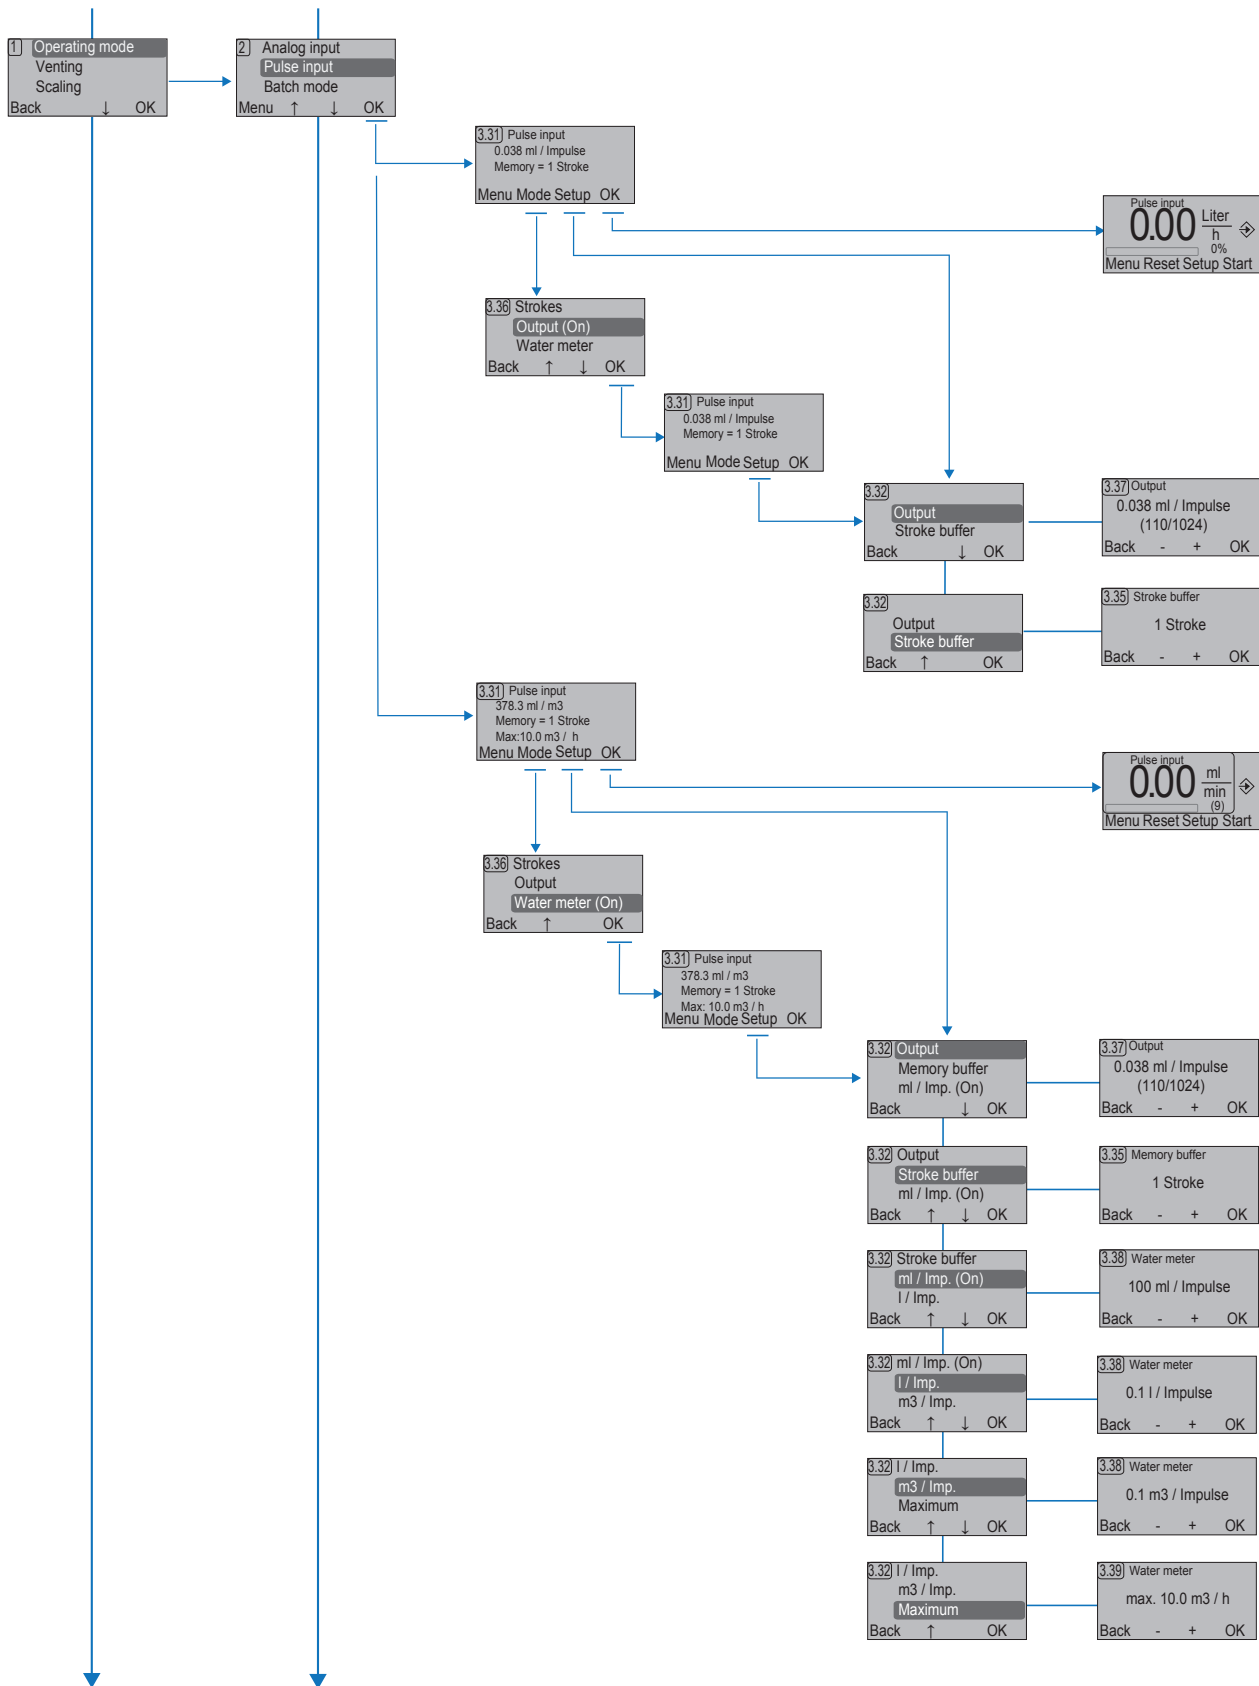 1 Operating mode
Venting
Scaling
Back ↓ OK
2 Analog input
Pulse input
Batch mode
Menu ↑ ↓ OK
3.31 Pulse input
0.038 ml / Impulse
Memory = 1 Stroke
Menu Mode Setup OK
Pulse input
0.00 Liter
h
0%
Menu Reset Setup Start
3.36 Strokes
Output (On)
Water meter
Back ↑ ↓ OK
3.31 Pulse input
0.038 ml / Impulse
Memory = 1 Stroke
Menu Mode Setup OK
3.32
Output
Stroke buffer
Back ↓ OK
3.37 Output
0.038 ml / Impulse
(110/1024)
Back - + OK
3.32
Output
Stroke buffer
Back ↑ OK
3.35 Stroke buffer
1 Stroke
Back - + OK
3.31 Pulse input
378.3 ml / m3
Memory = 1 Stroke
Max:10.0 m3 / h
Menu Mode Setup OK
Pulse input
0.00 ml
min
(9)
Menu Reset Setup Start
3.36 Strokes
Output
Water meter (On)
Back ↑ OK
3.31 Pulse input
378.3 ml / m3
Memory = 1 Stroke
Max: 10.0 m3 / h
Menu Mode Setup OK
3.32 Output
Memory buffer
ml / Imp. (On)
Back ↓ OK
3.37 Output
0.038 ml / Impulse
(110/1024)
Back - + OK
3.32 Output
Stroke buffer
ml / Imp. (On)
Back ↑ ↓ OK
3.35 Memory buffer
1 Stroke
Back - + OK
3.32 Stroke buffer
ml / Imp. (On)
l / Imp.
Back ↑ ↓ OK
3.38 Water meter
100 ml / Impulse
Back - + OK
3.32 ml / Imp. (On)
l / Imp.
m3 / Imp.
Back ↑ ↓ OK
3.38 Water meter
0.1 l / Impulse
Back - + OK
3.32 l / Imp.
m3 / Imp.
Maximum
Back ↑ ↓ OK
3.38 Water meter
0.1 m3 / Impulse
Back - + OK
3.32 l / Imp.
m3 / Imp.
Maximum
Back ↑ OK
3.39 Water meter
max. 10.0 m3 / h
Back - + OK